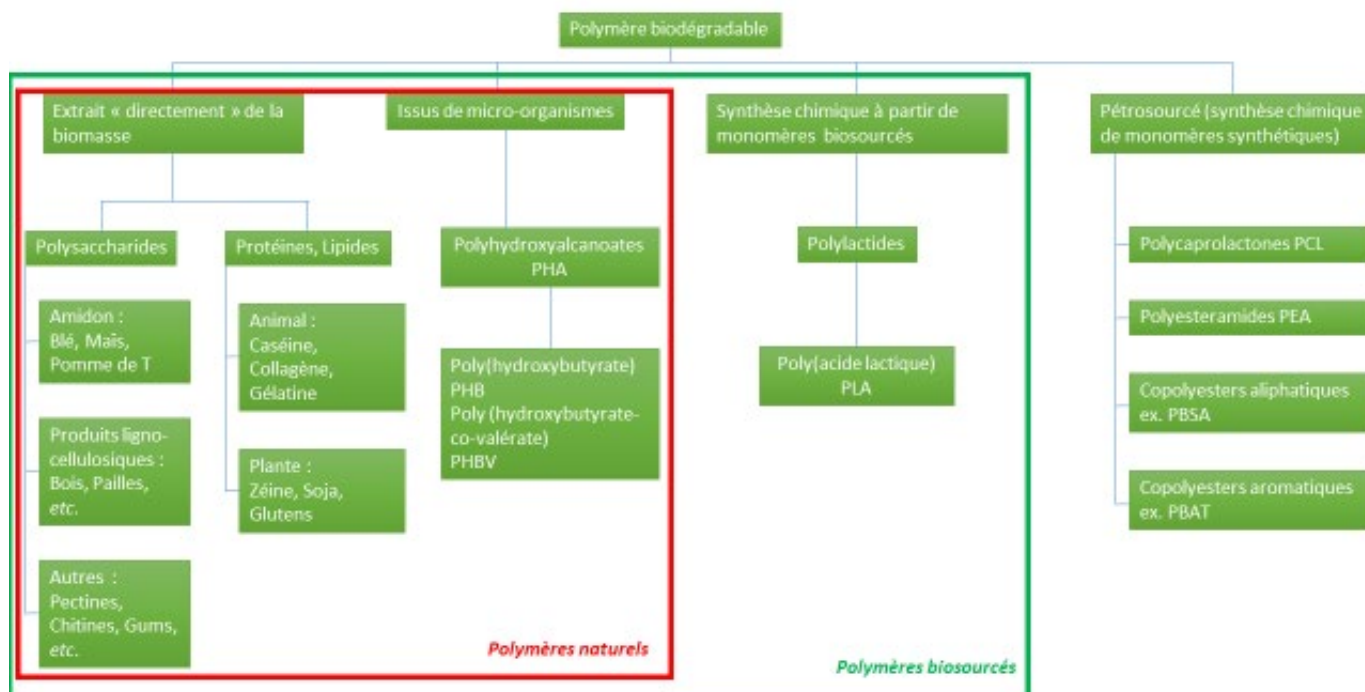 Polymère biodégradable
Extrait « directement » de la
biomasse
Issus de micro-organismes
Synthèse chimique à partir de
monomères biosourcés
Pétrosourcé (synthèse chimique
de monomères synthétiques)
Polysaccharides
Protéines, Lipides
Polyhydroxyalcanoates
PHA
Polylactides
Polycaprolactones PCL
Amidon :
Blé, Maïs,
Pomme de T
Animal :
Caséine,
Collagène,
Gélatine
Polyesteramides PEA
Poly(hydroxybutyrate)
PHB
Poly (hydroxybutyrate-
co-valérate)
PHBV
Poly(acide lactique)
PLA
Copolyesters aliphatiques
ex. PBSA
Produits ligno-
cellulosiques :
Bois, Pailles,
etc.
Plante :
Zéine, Soja,
Glutens
Copolyesters aromatiques
ex. PBAT
Autres :
Pectines,
Chitines, Gums,
etc.
Polymères naturels
Polymères biosourcés